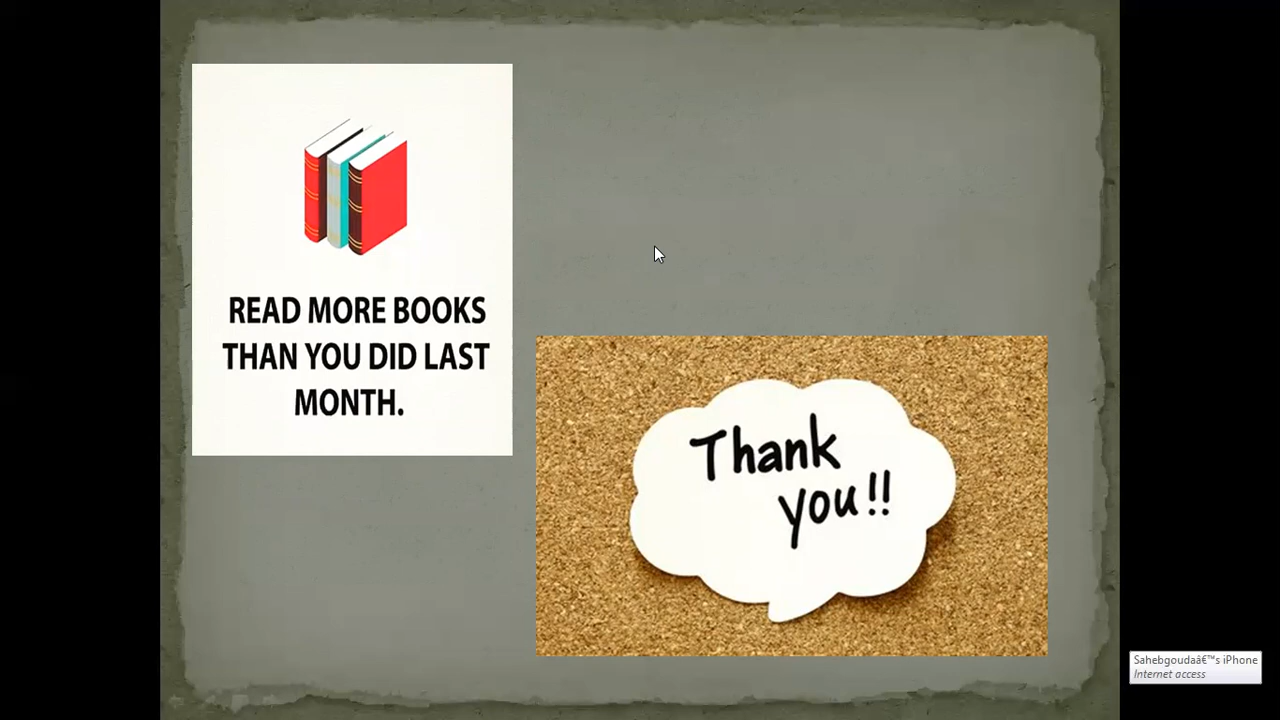 READ MORE BOOKS
THAN YOU DID LAST
MONTH.
Thank
you!!
Sahebgoudaâ€™s iPhone
Internet access